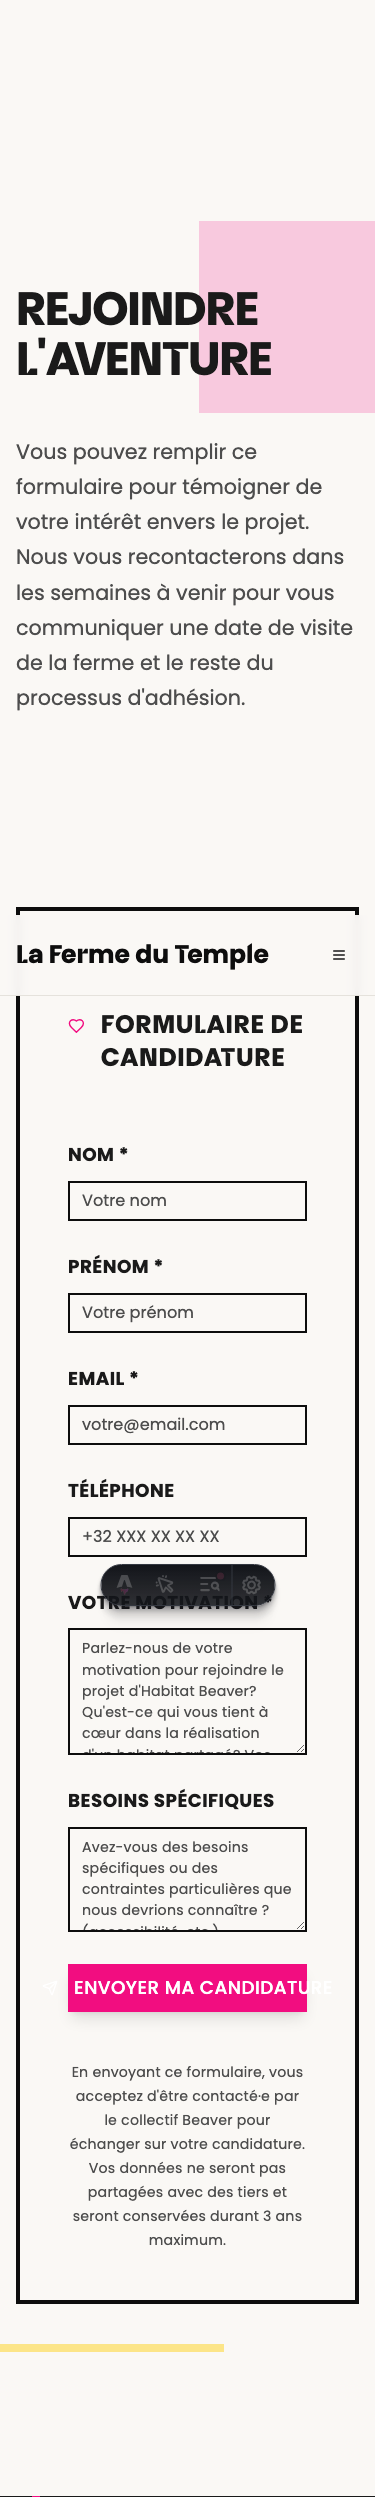 REJOINDRE
L'AVENTURE
Vous pouvez remplir ce
formulaire pour témoigner de
votre intérêt envers le projet.
Nous vous recontacterons dans
les semaines à venir pour vous
communiquer une date de visite
de la ferme et le reste du
processus d'adhésion.
La Ferme du Temple
FORMULAIRE DE
CANDIDATURE
NOM *
Votre nom
PRÉNOM *
Votre prénom
EMAIL *
votre@email.com
TÉLÉPHONE
+32 XXX XX XX XX
VOTRE MOTIVATION *
Parlez-nous de votre
motivation pour rejoindre le
projet d'Habitat Beaver?
Qu'est-ce qui vous tient à
cœur dans la réalisation
d'un habitat partagé? Vos
BESOINS SPÉCIFIQUES
Avez-vous des besoins
spécifiques ou des
contraintes particulières que
nous devrions connaître ?
(accessibilité, etc.)
ENVOYER MA CANDIDATURE
En envoyant ce formulaire, vous
acceptez d'être contacté·e par
le collectif Beaver pour
échanger sur votre candidature.
Vos données ne seront pas
partagées avec des tiers et
seront conservées durant 3 ans
maximum.